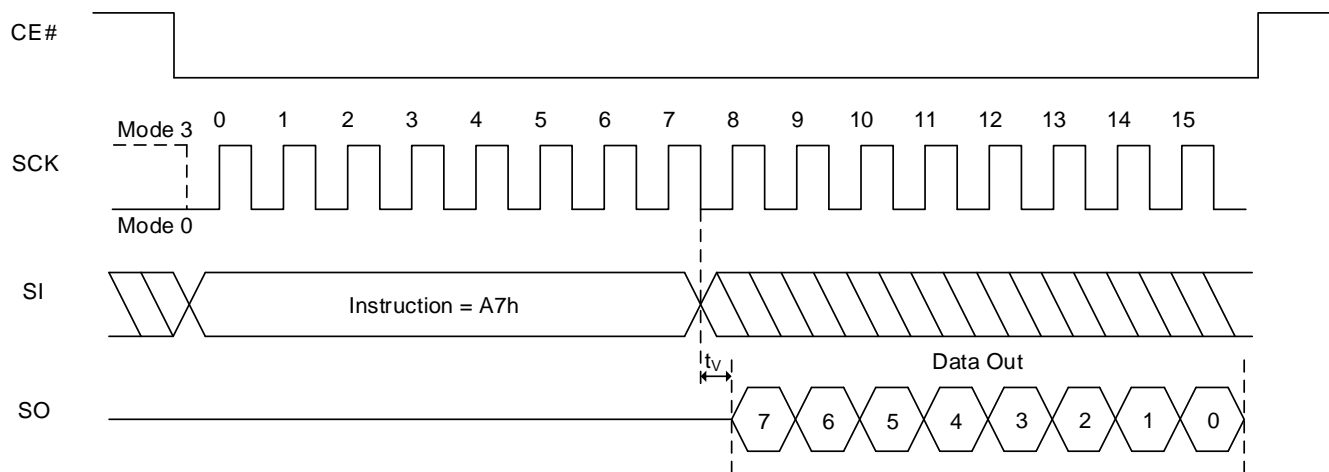 CE#
0 1 2 3 4 5 6 7 8 9 10 11 12 13 14 15
Mode 3
SCK
Mode 0
SI
Instruction = A7h
tV
Data Out
SO
7 6 5 4 3 2 1 0